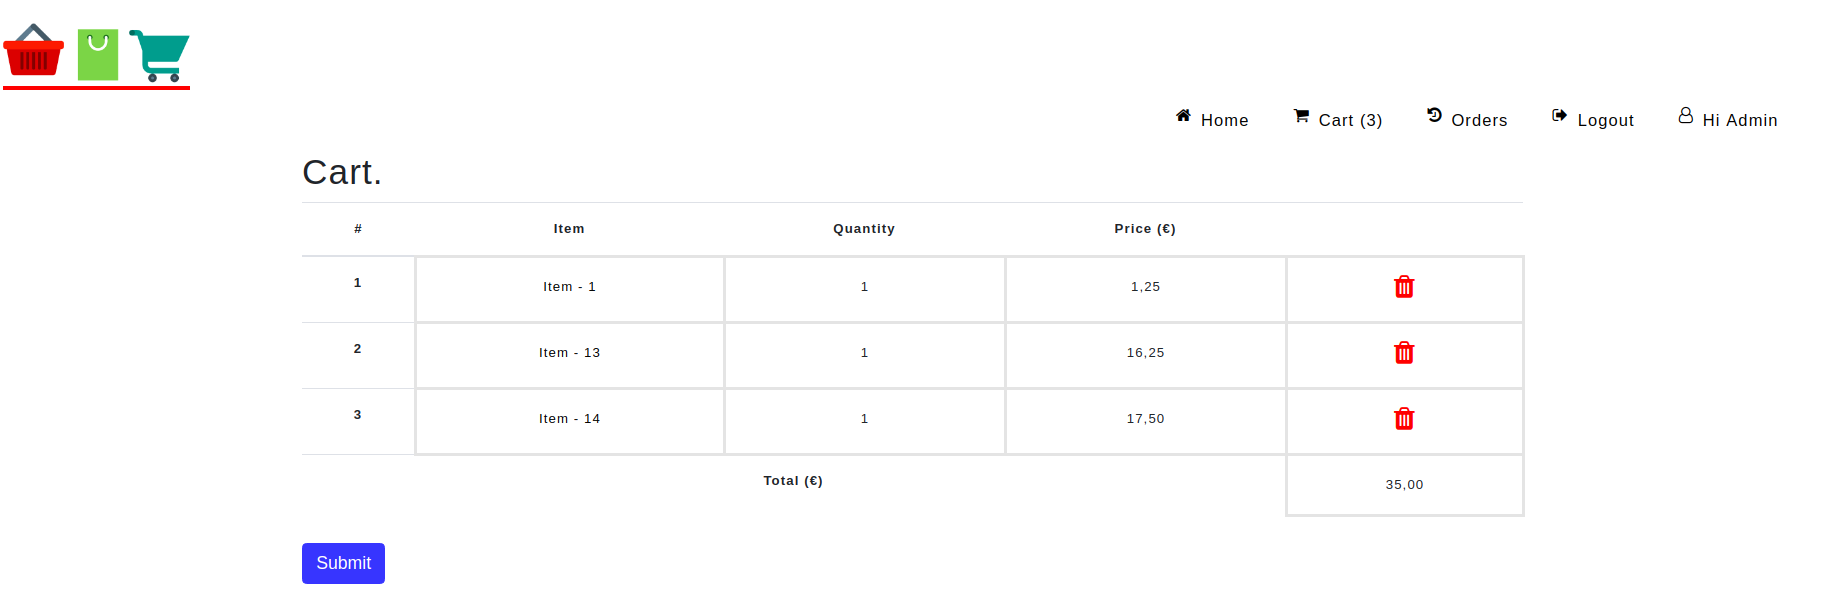 Home Cart (3) Orders Logout Hi Admin
Cart.
# Item Quantity Price (€)
1 Item - 1 1 1,25
2 Item - 13 1 16,25
3 Item - 14 1 17,50
Total (€) 35,00
Submit